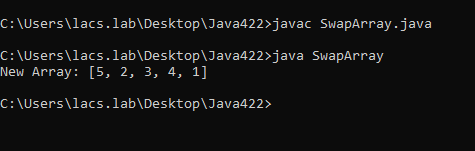 C:\Users\lacs.lab\Desktop\Java422>javac SwapArray.java
C:\Users\lacs.lab\Desktop\Java422>java SwapArray
New Array: [5, 2, 3, 4, 1]
C:\Users\lacs.lab\Desktop\Java422>